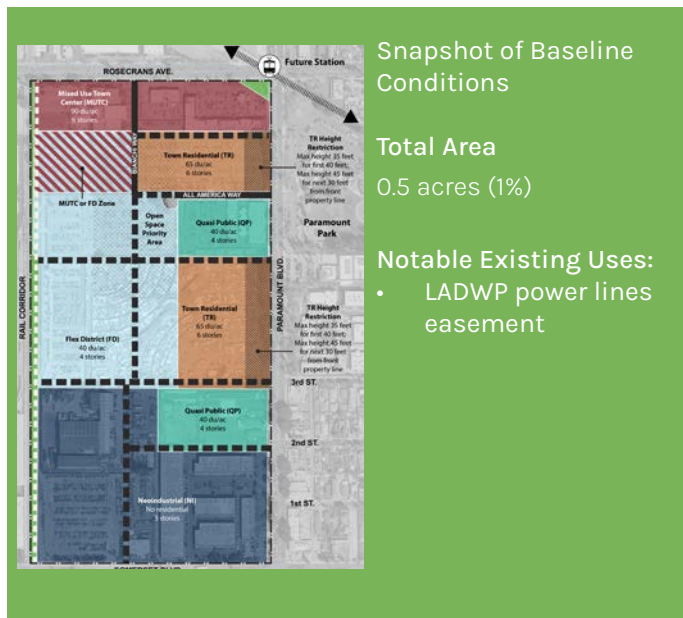 Snapshot of Baseline
Conditions
Total Area
0.5 acres (1%)
Notable Existing Uses:
• LADWP power lines
easement
Future Station
ROSECRANS AVE.
Mixed Use Town
Center (MUTC)
90 du/ac
6 stories
BIANCHI WAY
Town Residential (TR)
65 du/ac
6 stories
TR Height
Restriction
Max height 35 feet
for first 40 feet;
Max height 45 feet
for next 30 feet
from front
property line
MUTC or FD Zone
ALL AMERICA WAY
Open
Space
Priority
Area
Quasi Public (QP)
40 du/ac
4 stories
Paramount
Park
RAIL CORRIDOR
PARAMOUNT BLVD.
Town Residential
(TR)
65 du/ac
6 stories
TR Height
Restriction
Max height 35 feet
for first 40 feet;
Max height 45 feet
for next 30 feet
from front
property line
Flex District (FD)
40 du/ac
4 stories
3rd ST.
Quasi Public (QP)
40 du/ac
4 stories
2nd ST.
Neoindustrial (NI)
No residential
3 stories
1st ST.
SOMERSET BLVD.